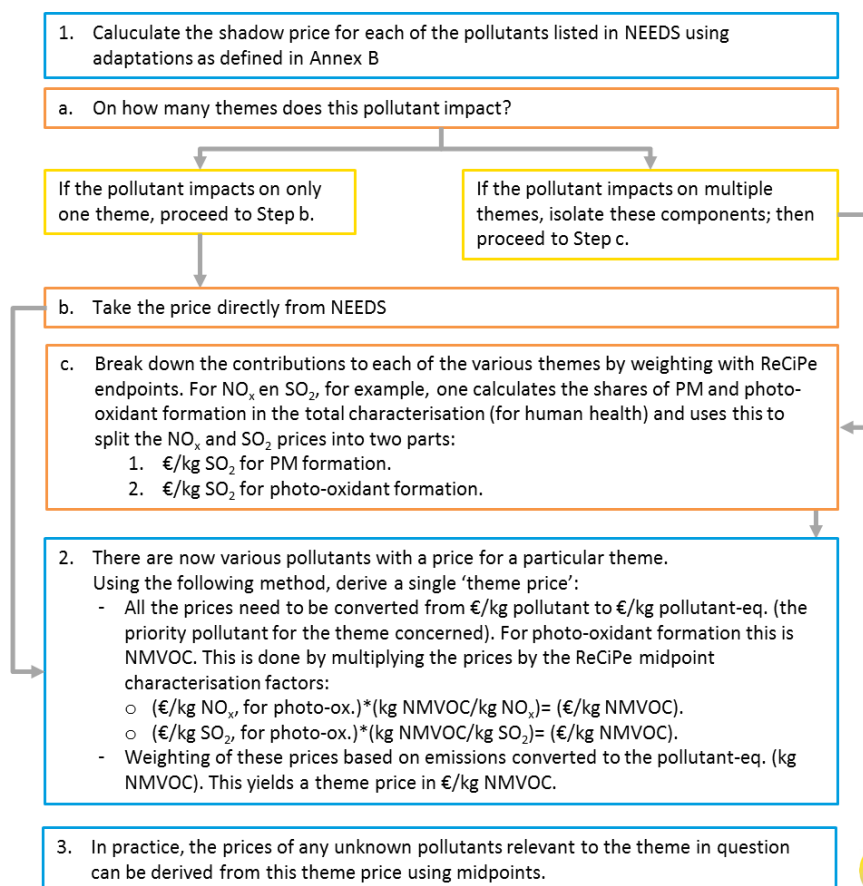 1. Caluculate the shadow price for each of the pollutants listed in NEEDS using
adaptations as defined in Annex B
a. On how many themes does this pollutant impact?
If the pollutant impacts on only
one theme, proceed to Step b.
If the pollutant impacts on multiple
themes, isolate these components; then
proceed to Step c.
b. Take the price directly from NEEDS
c. Break down the contributions to each of the various themes by weighting with ReCiPe
endpoints. For NOₓ en SO₂, for example, one calculates the shares of PM and photo-
oxidant formation in the total characterisation (for human health) and uses this to
split the NOₓ and SO₂ prices into two parts:
1. €/kg SO₂ for PM formation.
2. €/kg SO₂ for photo-oxidant formation.
2. There are now various pollutants with a price for a particular theme.
Using the following method, derive a single ‘theme price’:
- All the prices need to be converted from €/kg pollutant to €/kg pollutant-eq. (the
priority pollutant for the theme concerned). For photo-oxidant formation this is
NMVOC. This is done by multiplying the prices by the ReCiPe midpoint
characterisation factors:
○ (€/kg NOₓ, for photo-ox.)*(kg NMVOC/kg NOₓ)= (€/kg NMVOC).
○ (€/kg SO₂, for photo-ox.)*(kg NMVOC/kg SO₂)= (€/kg NMVOC).
- Weighting of these prices based on emissions converted to the pollutant-eq. (kg
NMVOC). This yields a theme price in €/kg NMVOC.
3. In practice, the prices of any unknown pollutants relevant to the theme in question
can be derived from this theme price using midpoints.